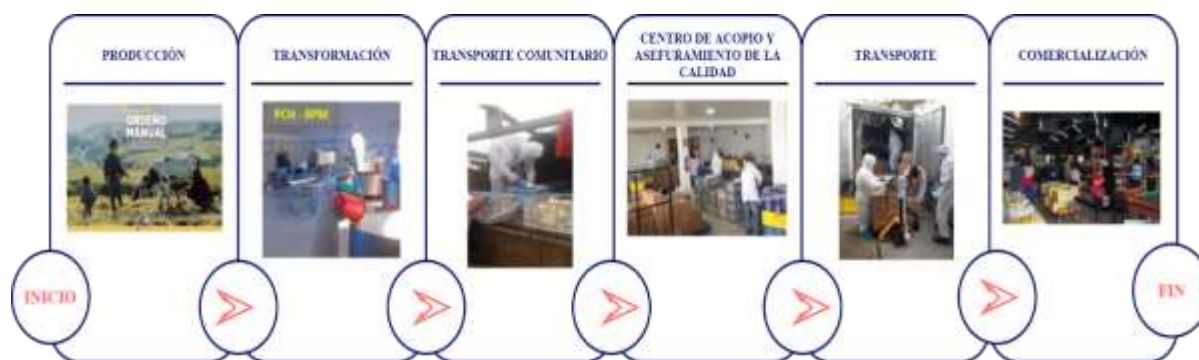 PRODUCCIÓN
ORDEÑO
MANUAL
TRANSFORMACIÓN
TRANSPORTE COMUNITARIO
CENTRO DE ACOPIO Y
ASEFURAMIENTO DE LA
CALIDAD
TRANSPORTE
COMERCIALIZACIÓN
INICIO
FIN